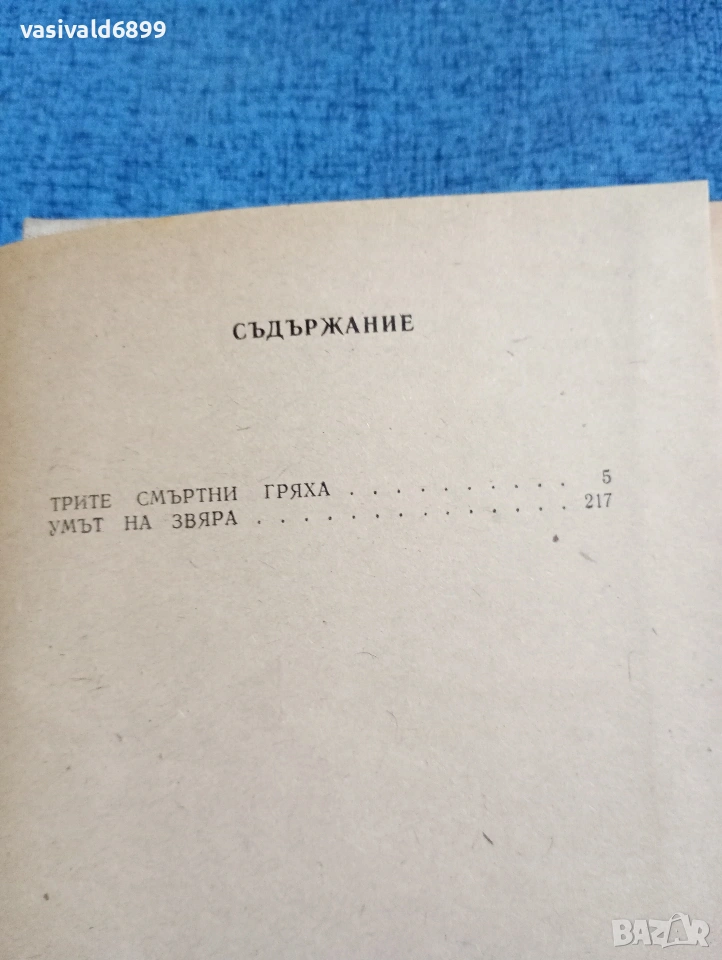 vasivald6899
СЪДЪРЖАНИЕ
ТРИТЕ СМЪРТНИ ГРЯХА . . . . . . . . . . 5
УМЪТ НА ЗВЯРА . . . . . . . . . . . . . . 217
BAZAR